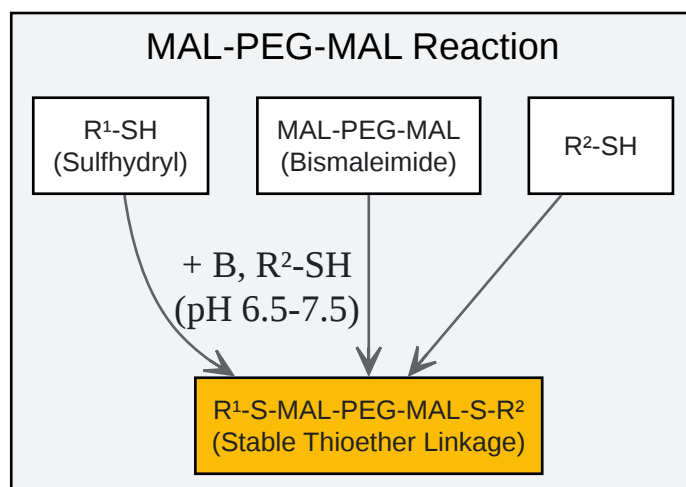 MAL-PEG-MAL Reaction
R¹-SH
(Sulfhydryl)
MAL-PEG-MAL
(Bismaleimide)
R²-SH
+ B, R²-SH
(pH 6.5-7.5)
R¹-S-MAL-PEG-MAL-S-R²
(Stable Thioether Linkage)